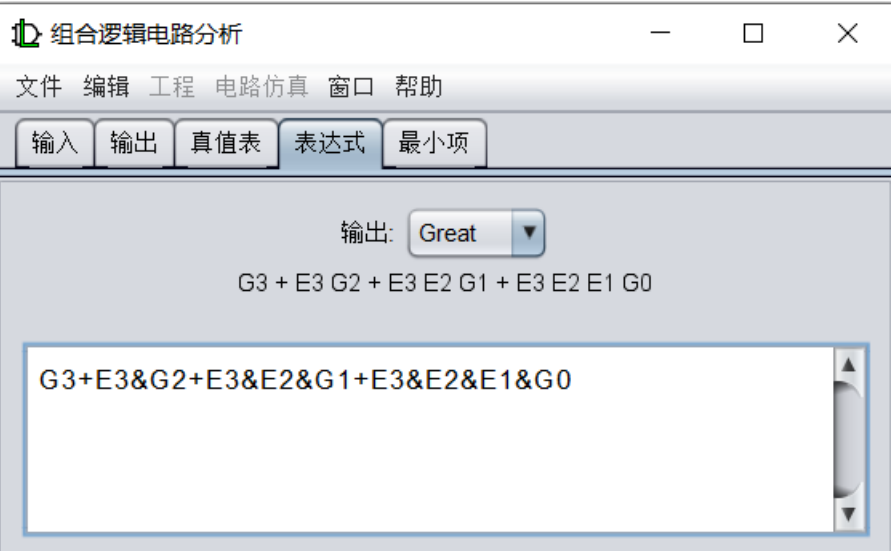 组合逻辑电路分析
文件 编辑 工程 电路仿真 窗口 帮助
输入 输出 真值表 表达式 最小项
输出: Great
G3 + E3 G2 + E3 E2 G1 + E3 E2 E1 G0
G3+E3&G2+E3&E2&G1+E3&E2&E1&G0